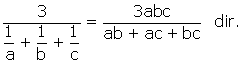 3/(1/a + 1/b + 1/c) = 3abc/(ab + ac + bc) dir.